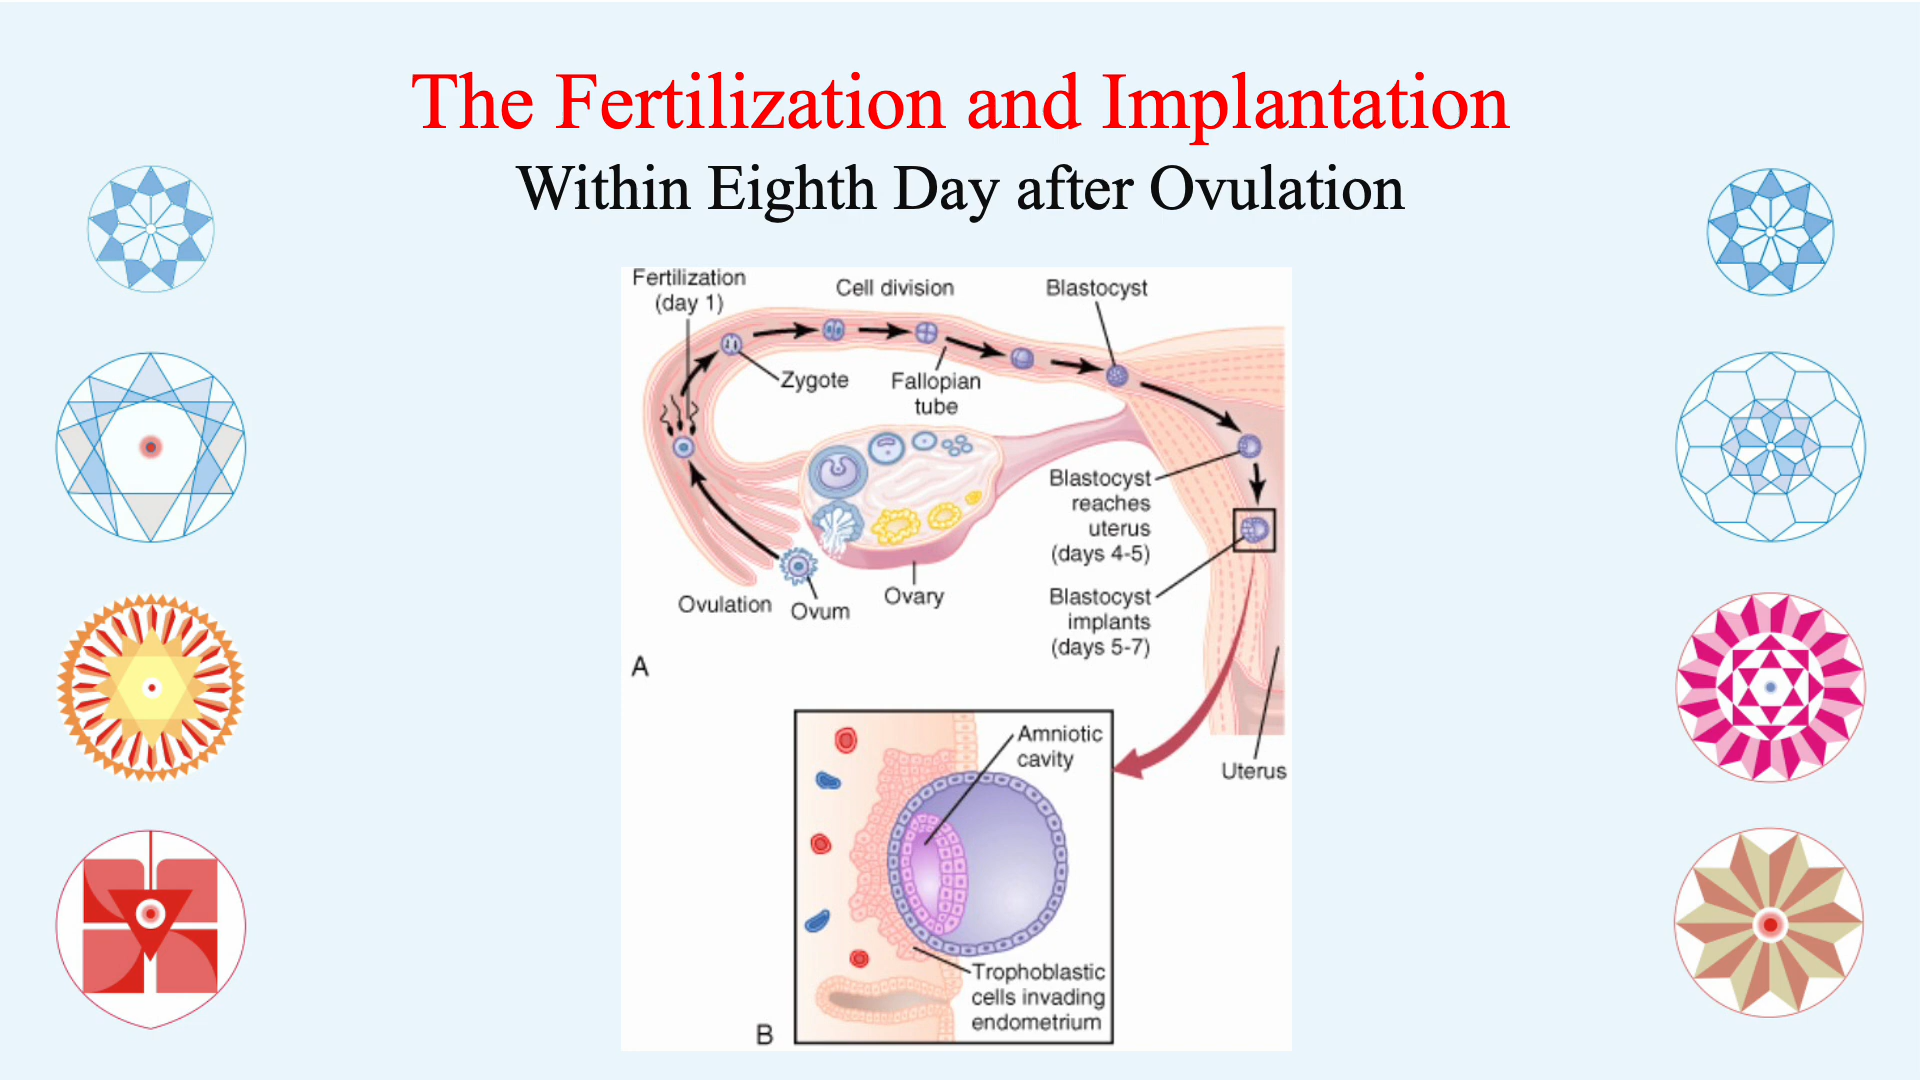 The Fertilization and Implantation
Within Eighth Day after Ovulation
Fertilization
(day 1)
Cell division
Blastocyst
Zygote
Fallopian
tube
Blastocyst
reaches
uterus
(days 4-5)
Blastocyst
implants
(days 5-7)
Ovulation
Ovum
Ovary
A
Uterus
Amniotic
cavity
Trophoblastic
cells invading
endometrium
B